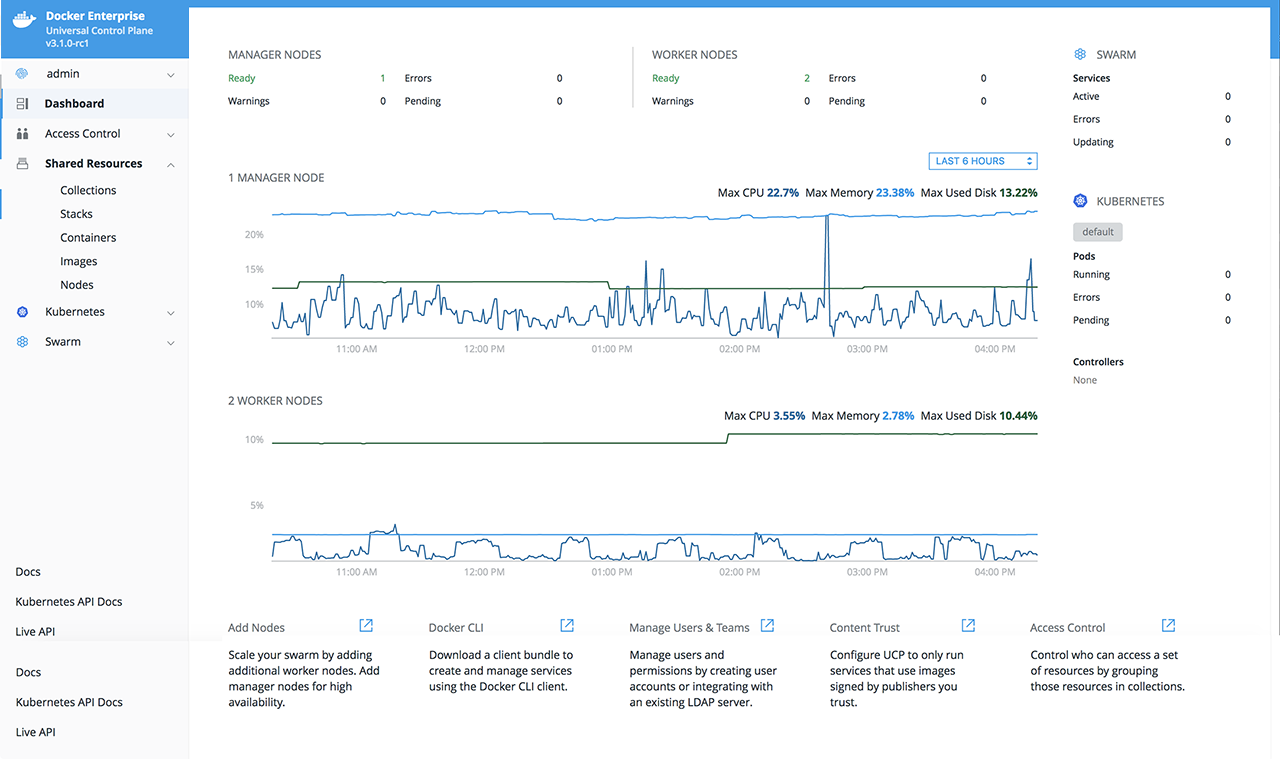 Docker Enterprise
Universal Control Plane
v3.1.0-rc1
admin
Dashboard
Access Control
Shared Resources
Collections
Stacks
Containers
Images
Nodes
Kubernetes
Swarm
Docs
Kubernetes API Docs
Live API
Docs
Kubernetes API Docs
Live API
MANAGER NODES
Ready 1 Errors 0
Warnings 0 Pending 0
WORKER NODES
Ready 2 Errors 0
Warnings 0 Pending 0
LAST 6 HOURS
1 MANAGER NODE
Max CPU 22.7% Max Memory 23.38% Max Used Disk 13.22%
20%
15%
10%
11:00 AM 12:00 PM 01:00 PM 02:00 PM 03:00 PM 04:00 PM
2 WORKER NODES
Max CPU 3.55% Max Memory 2.78% Max Used Disk 10.44%
10%
5%
11:00 AM 12:00 PM 01:00 PM 02:00 PM 03:00 PM 04:00 PM
SWARM
Services
Active 0
Errors 0
Updating 0
KUBERNETES
default
Pods
Running 0
Errors 0
Pending 0
Controllers
None
Add Nodes
Scale your swarm by adding
additional worker nodes. Add
manager nodes for high
availability.
Docker CLI
Download a client bundle to
create and manage services
using the Docker CLI client.
Manage Users & Teams
Manage users and
permissions by creating user
accounts or integrating with
an existing LDAP server.
Content Trust
Configure UCP to only run
services that use images
signed by publishers you
trust.
Access Control
Control who can access a set
of resources by grouping
those resources in collections.